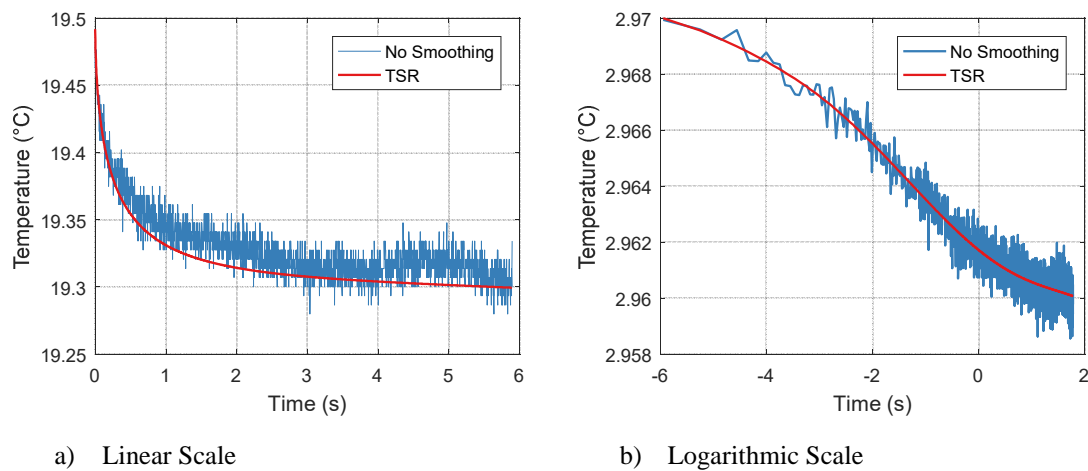 19.5
19.45
19.4
19.35
19.3
19.25
0 1 2 3 4 5 6
Temperature (°C)
Time (s)
No Smoothing
TSR
a) Linear Scale
2.97
2.968
2.966
2.964
2.962
2.96
2.958
-6 -4 -2 0 2
Temperature (°C)
Time (s)
No Smoothing
TSR
b) Logarithmic Scale